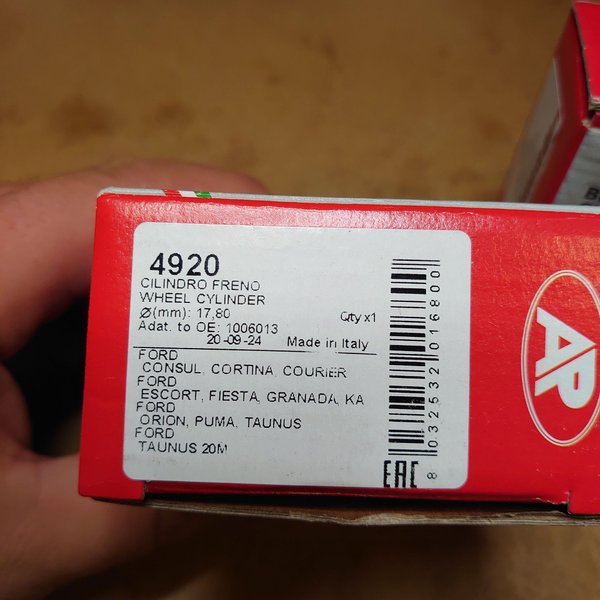 4920
CILINDRO FRENO
WHEEL CYLINDER
Ø(mm): 17,80 Qty x1
Adat. to OE: 1006013
20-09-24 Made in Italy
FORD
CONSUL, CORTINA, COURIER
FORD
ESCORT, FIESTA, GRANADA, KA
FORD
ORION, PUMA, TAUNUS
FORD
TAUNUS 20M
8 032532 016800
EAC
AP